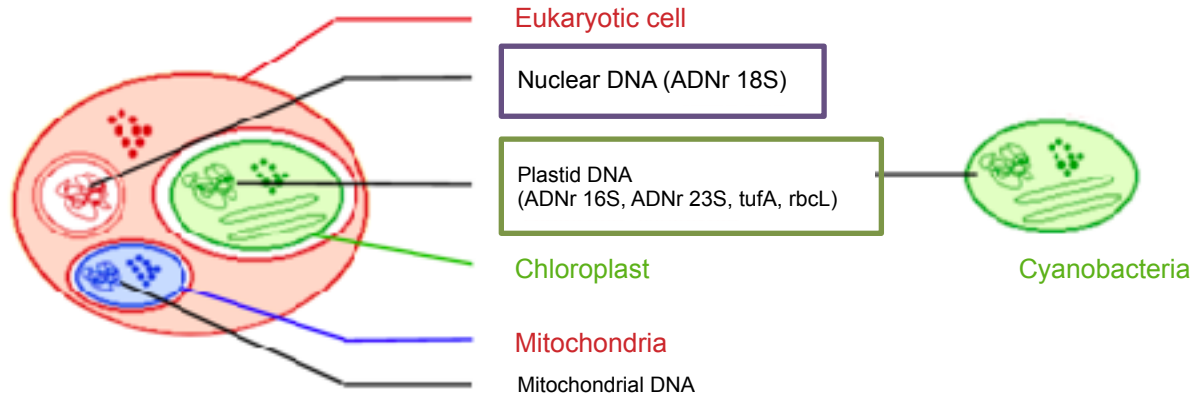 Eukaryotic cell
Nuclear DNA (ADNr 18S)
Plastid DNA
(ADNr 16S, ADNr 23S, tufA, rbcL)
Chloroplast
Cyanobacteria
Mitochondria
Mitochondrial DNA